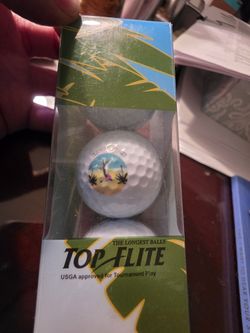 THE LONGEST BALLS
TOP FLITE
USGA approved for Tournament Play